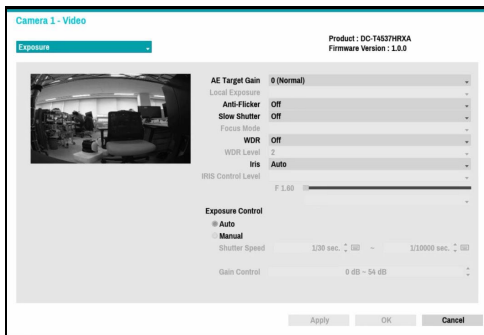 Camera 1 - Video
Exposure
Product : DC-T4537HRXA
Firmware Version : 1.0.0
AE Target Gain 0 (Normal)
Local Exposure
Anti-Flicker Off
Slow Shutter Off
Focus Mode
WDR Off
WDR Level 2
Iris Auto
IRIS Control Level
F 1.60
Exposure Control
Auto
Manual
Shutter Speed 1/30 sec. ~ 1/10000 sec.
Gain Control 0 dB ~ 54 dB
Apply OK Cancel